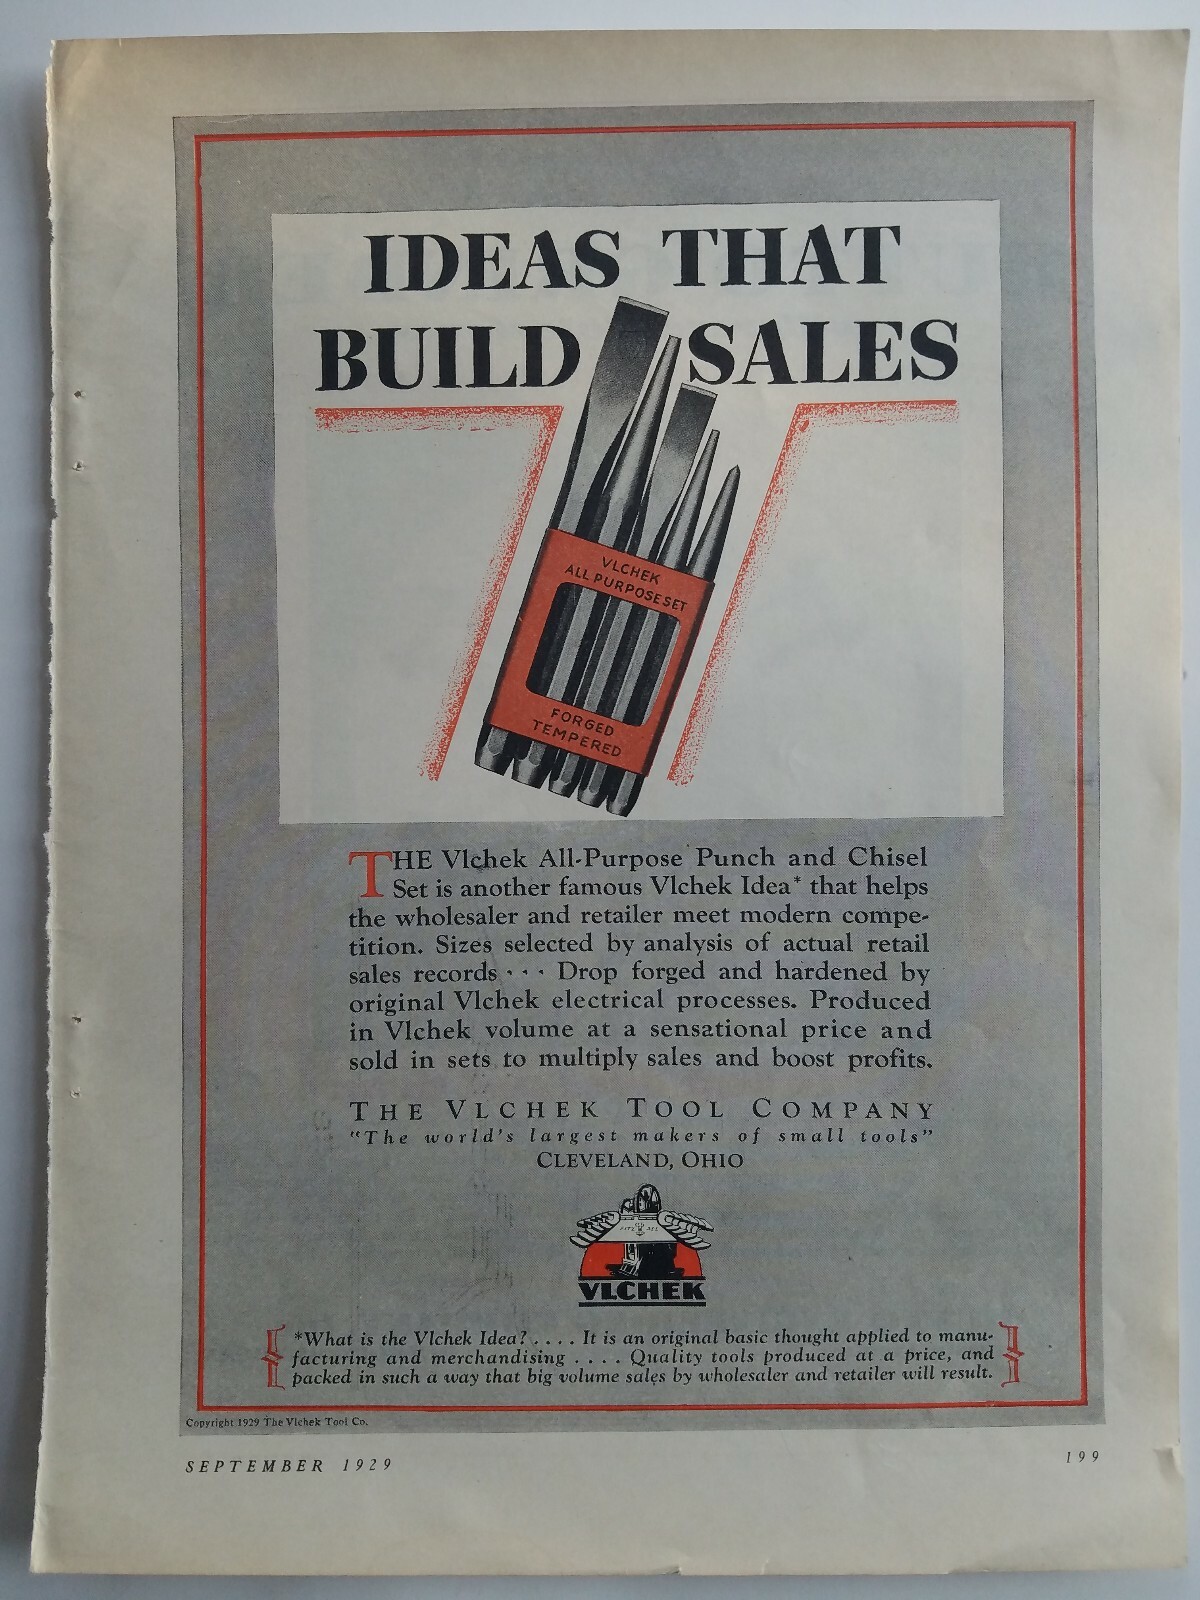 IDEAS THAT
BUILD SALES
VLCHEK
ALL PURPOSE SET
FORGED
TEMPERED
THE Vlchek All-Purpose Punch and Chisel
Set is another famous Vlchek Idea* that helps
the wholesaler and retailer meet modern compe-
tition. Sizes selected by analysis of actual retail
sales records · · · Drop forged and hardened by
original Vlchek electrical processes. Produced
in Vlchek volume at a sensational price and
sold in sets to multiply sales and boost profits.
THE VLCHEK TOOL COMPANY
"The world's largest makers of small tools"
CLEVELAND, OHIO
VLCHEK
*What is the Vlchek Idea? . . . . It is an original basic thought applied to manu-
facturing and merchandising . . . . Quality tools produced at a price, and
packed in such a way that big volume sales by wholesaler and retailer will result.
Copyright 1929 The Vlchek Tool Co.
SEPTEMBER 1929
199